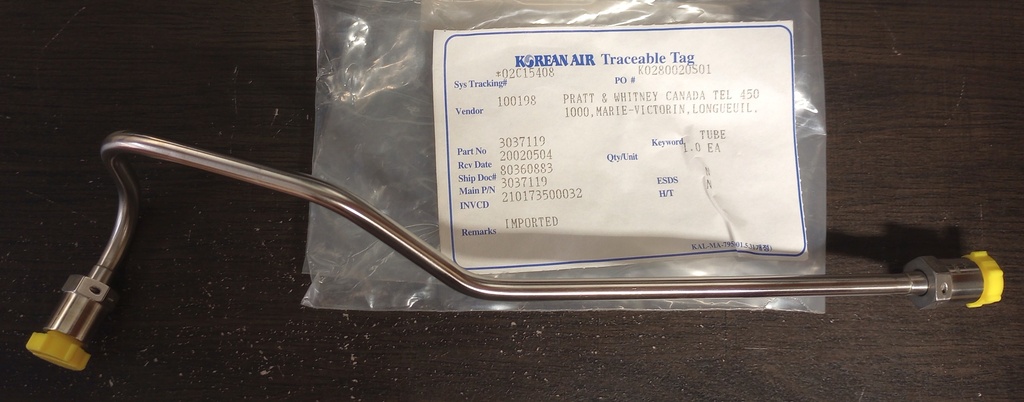 KOREAN AIR Traceable Tag
Sys Tracking# *02C15408 PO # K0280020S01
Vendor 100198 PRATT & WHITNEY CANADA TEL 450
1000,MARIE-VICTORIN,LONGUEUIL.
Part No 3037119 Keyword. TUBE
Rcv Date 20020504 Qty/Unit 1.0 EA
Ship Doc# 80360883
Main P/N 3037119 ESDS N
INVCD 210173500032 H/T N
Remarks IMPORTED